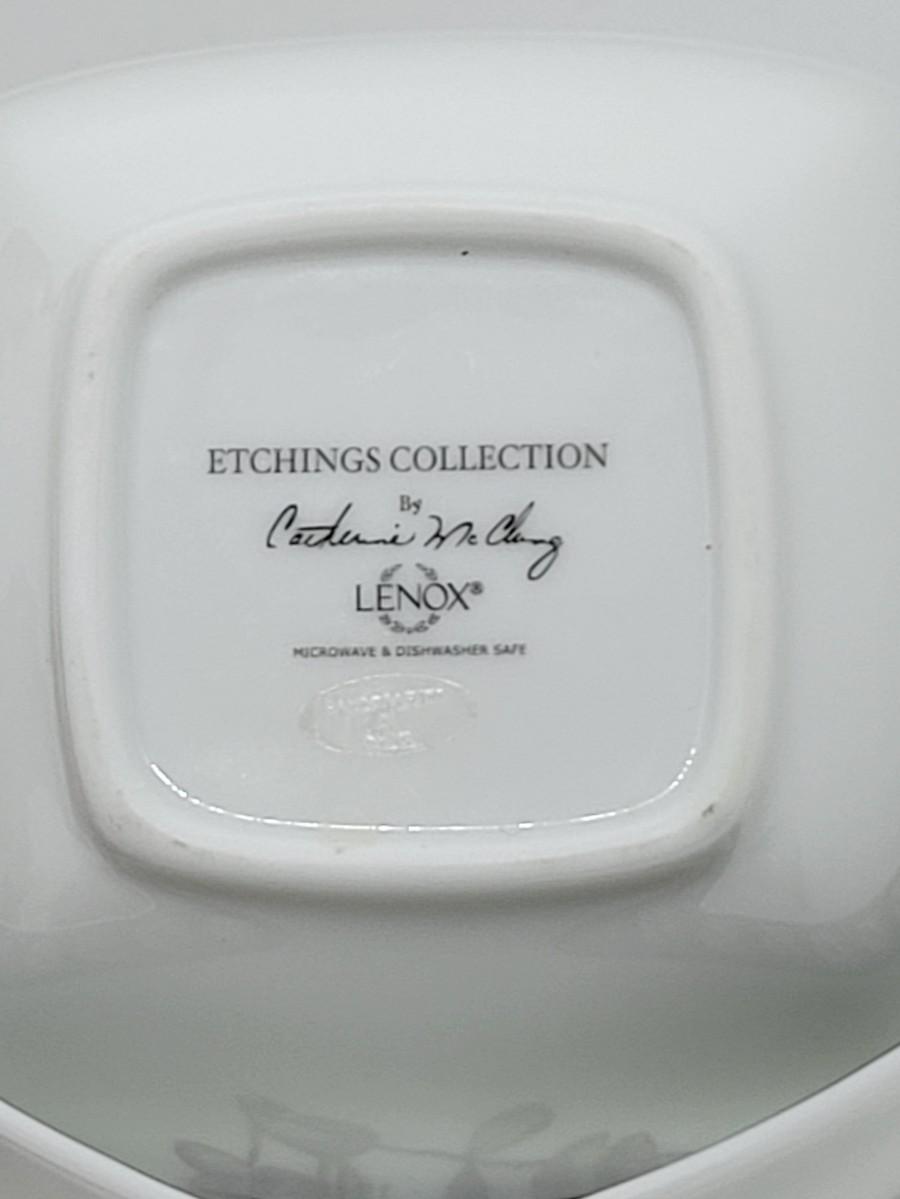 ETCHINGS COLLECTION
By
Catherine McClung
LENOX®
MICROWAVE & DISHWASHER SAFE